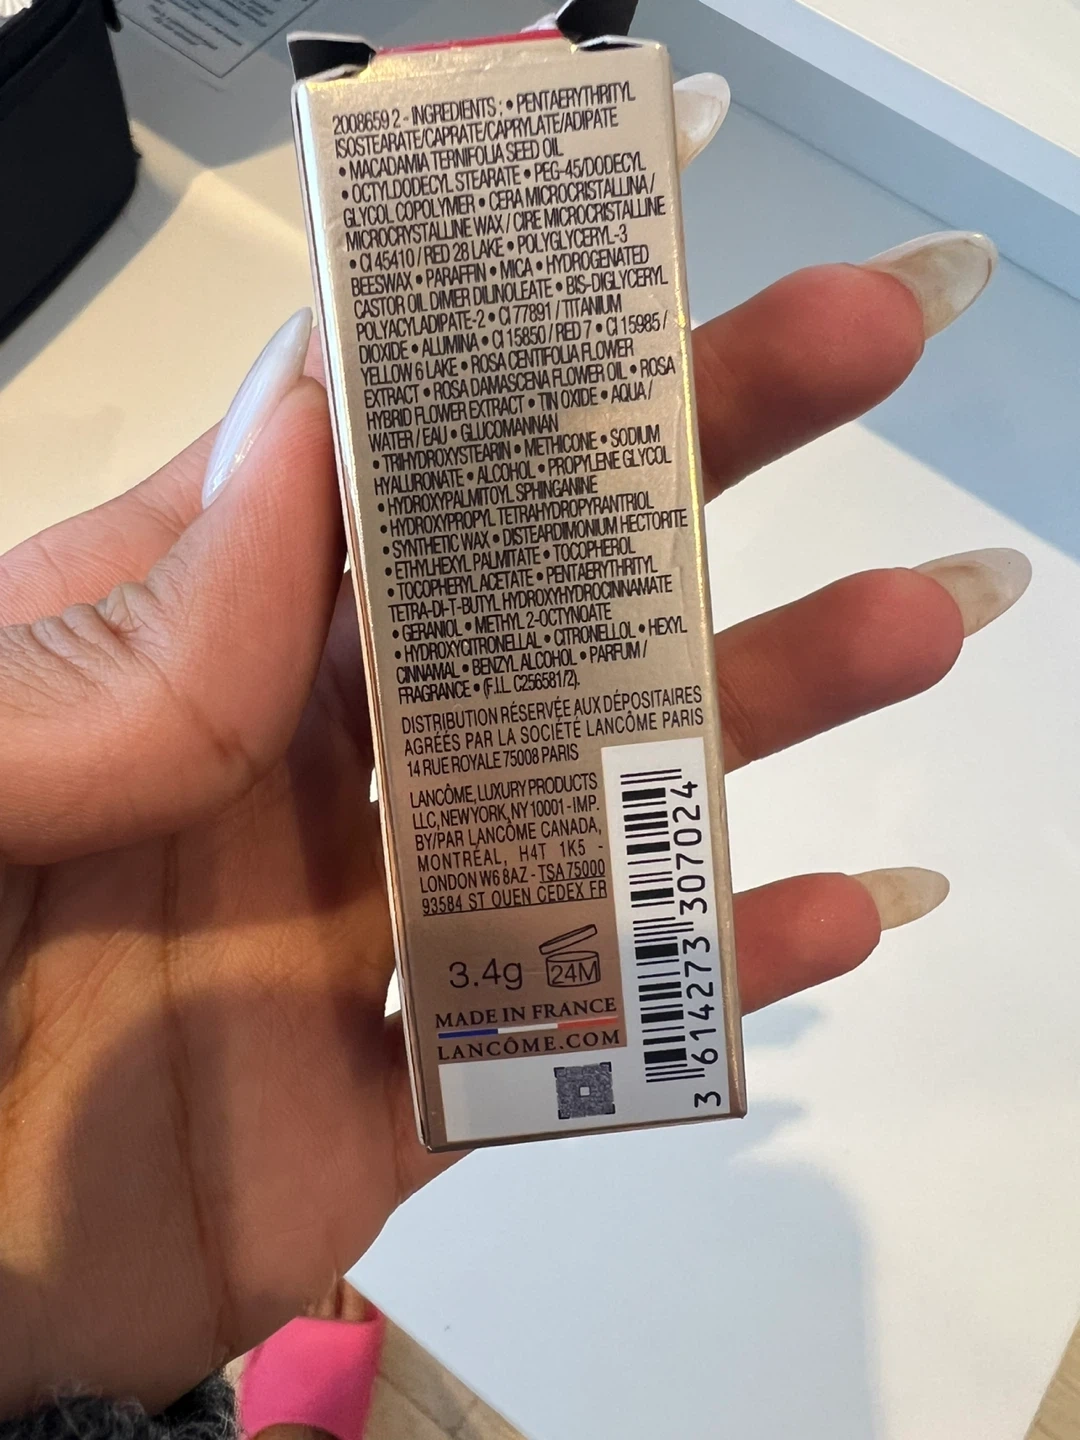 2008659 2 - INGREDIENTS : • PENTAERYTHRITYL
ISOSTEARATE/CAPRATE/CAPRYLATE/ADIPATE
• MACADAMIA TERNIFOLIA SEED OIL
• OCTYLDODECYL STEARATE • PEG-45/DODECYL
GLYCOL COPOLYMER • CERA MICROCRISTALLINA /
MICROCRYSTALLINE WAX / CIRE MICROCRISTALLINE
• CI 45410 / RED 28 LAKE • POLYGLYCERYL-3
BEESWAX • PARAFFIN • MICA • HYDROGENATED
CASTOR OIL DIMER DILINOLEATE • BIS-DIGLYCERYL
POLYACYLADIPATE-2 • CI 77891 / TITANIUM
DIOXIDE • ALUMINA • CI 15850 / RED 7 • CI 15985 /
YELLOW 6 LAKE • ROSA CENTIFOLIA FLOWER
EXTRACT • ROSA DAMASCENA FLOWER OIL • ROSA
HYBRID FLOWER EXTRACT • TIN OXIDE • AQUA /
WATER / EAU • GLUCOMANNAN
• TRIHYDROXYSTEARIN • METHICONE • SODIUM
HYALURONATE • ALCOHOL • PROPYLENE GLYCOL
• HYDROXYPALMITOYL SPHINGANINE
• HYDROXYPROPYL TETRAHYDROPYRANTRIOL
• SYNTHETIC WAX • DISTEARDIMONIUM HECTORITE
• ETHYLHEXYL PALMITATE • TOCOPHEROL
• TOCOPHERYL ACETATE • PENTAERYTHRITYL
TETRA-DI-T-BUTYL HYDROXYHYDROCINNAMATE
• GERANIOL • METHYL 2-OCTYNOATE
• HYDROXYCITRONELLAL • CITRONELLOL • HEXYL
CINNAMAL • BENZYL ALCOHOL • PARFUM /
FRAGRANCE • (F.I.L. C256581/2).
DISTRIBUTION RÉSERVÉE AUX DÉPOSITAIRES
AGRÉÉS PAR LA SOCIÉTÉ LANCÔME PARIS
14 RUE ROYALE 75008 PARIS
LANCÔME, LUXURY PRODUCTS
LLC, NEW YORK, NY 10001 - IMP.
BY/PAR LANCÔME CANADA,
MONTRÉAL, H4T 1K5 -
LONDON W6 8AZ - TSA 75000
93584 ST OUEN CEDEX FR
3.4g 24M
MADE IN FRANCE
LANCÔME.COM
3 614273 307024